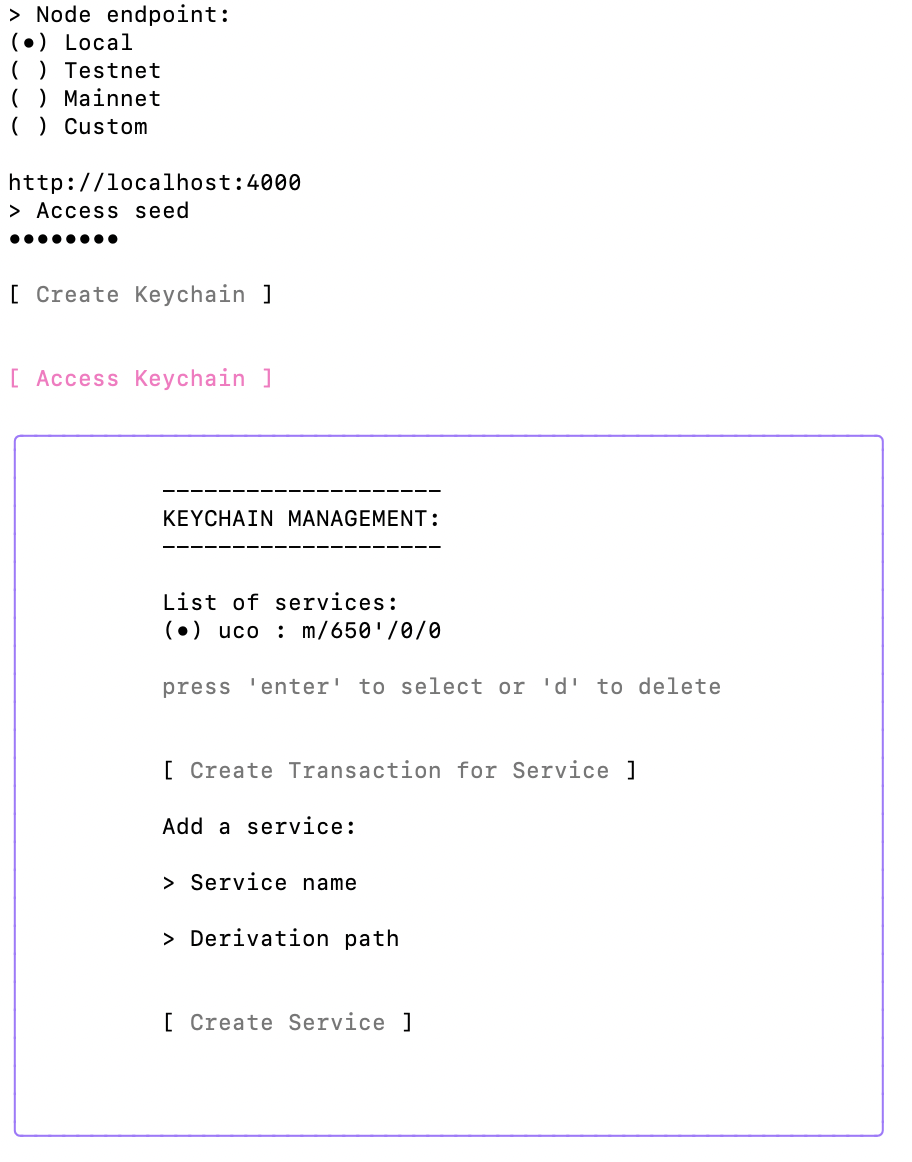 > Node endpoint:
(●) Local
( ) Testnet
( ) Mainnet
( ) Custom
http://localhost:4000
> Access seed
●●●●●●●●
[ Create Keychain ]
[ Access Keychain ]
--------------------
KEYCHAIN MANAGEMENT:
--------------------
List of services:
(●) uco : m/650'/0/0
press 'enter' to select or 'd' to delete
[ Create Transaction for Service ]
Add a service:
> Service name
> Derivation path
[ Create Service ]